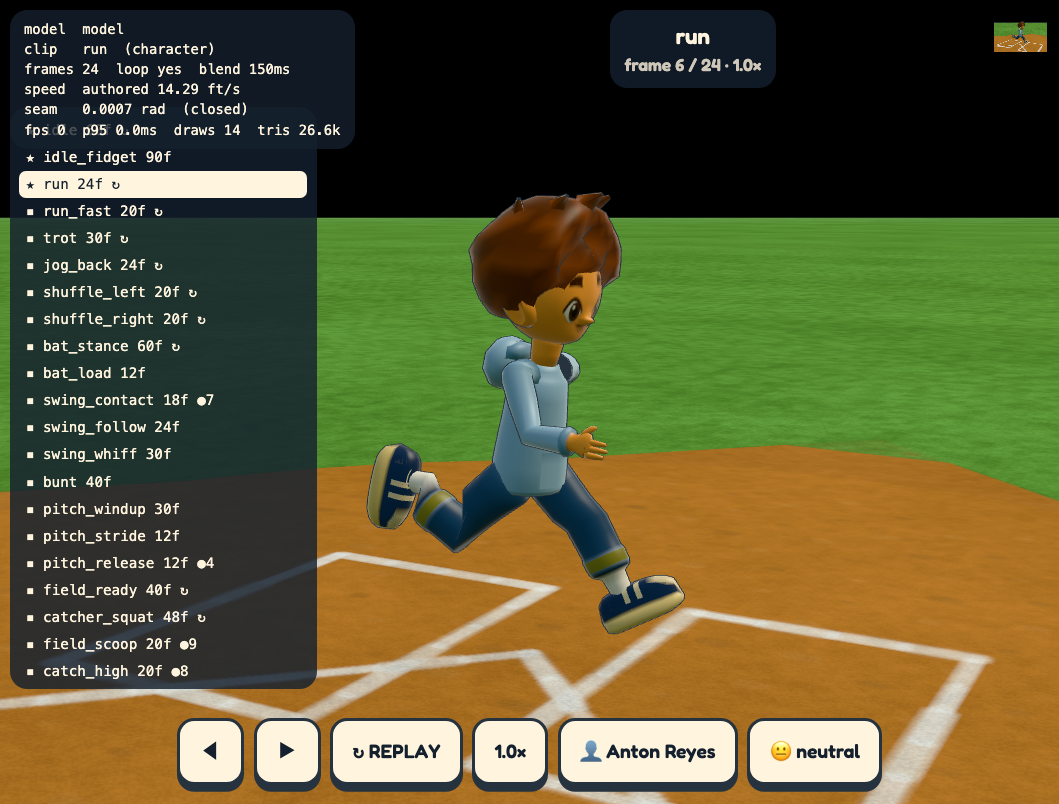 model model
clip run (character)
frames 24 loop yes blend 150ms
speed authored 14.29 ft/s
seam 0.0007 rad (closed)
fps 0 p95 0.0ms draws 14 tris 26.6k
★ idle_fidget 90f
★ run 24f ↻
▪ run_fast 20f ↻
▪ trot 30f ↻
▪ jog_back 24f ↻
▪ shuffle_left 20f ↻
▪ shuffle_right 20f ↻
▪ bat_stance 60f ↻
▪ bat_load 12f
▪ swing_contact 18f ●7
▪ swing_follow 24f
▪ swing_whiff 30f
▪ bunt 40f
▪ pitch_windup 30f
▪ pitch_stride 12f
▪ pitch_release 12f ●4
▪ field_ready 40f ↻
▪ catcher_squat 48f ↻
▪ field_scoop 20f ●9
▪ catch_high 20f ●8
run
frame 6 / 24 · 1.0×
◀ ▶ ↻ REPLAY 1.0× 👤 Anton Reyes 😐 neutral